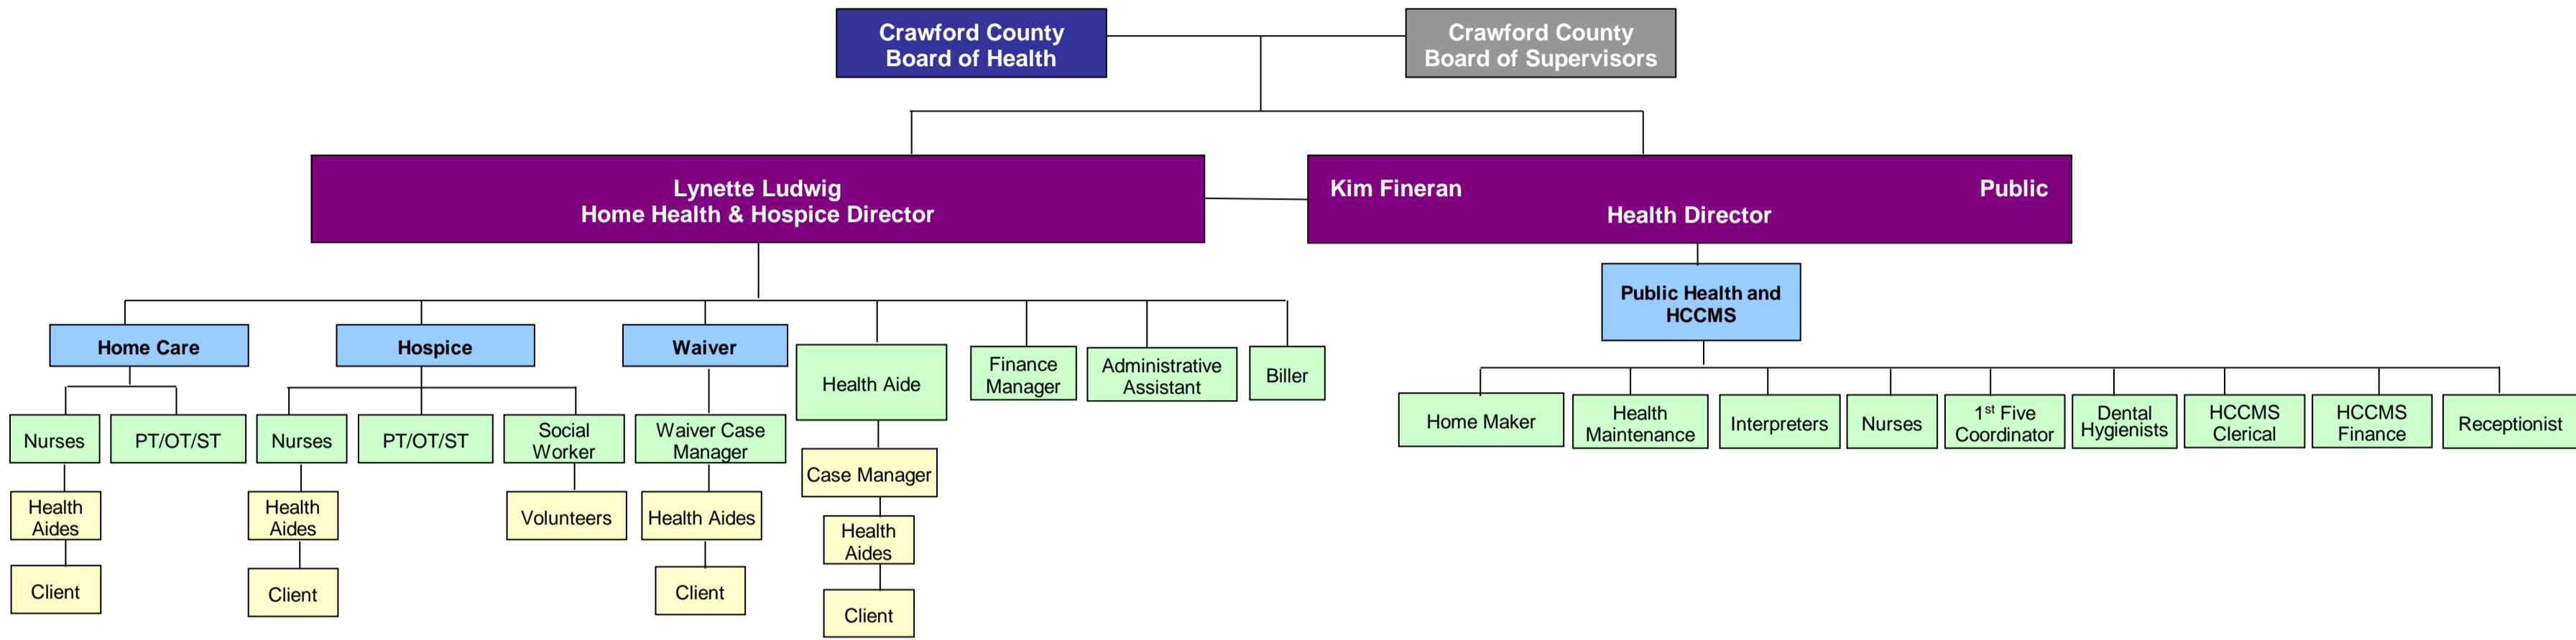 Crawford County
Board of Health
Crawford County
Board of Supervisors
Lynette Ludwig
Home Health & Hospice Director
Kim Fineran Public
Health Director
Public Health and
HCCMS
Home Care
Hospice
Waiver
Health Aide
Finance
Manager
Administrative
Assistant
Biller
Home Maker
Health
Maintenance
Interpreters
Nurses
1st Five
Coordinator
Dental
Hygienists
HCCMS
Clerical
HCCMS
Finance
Receptionist
Nurses
PT/OT/ST
Nurses
PT/OT/ST
Social
Worker
Waiver Case
Manager
Case Manager
Health
Aides
Health
Aides
Volunteers
Health Aides
Health
Aides
Client
Client
Client
Client